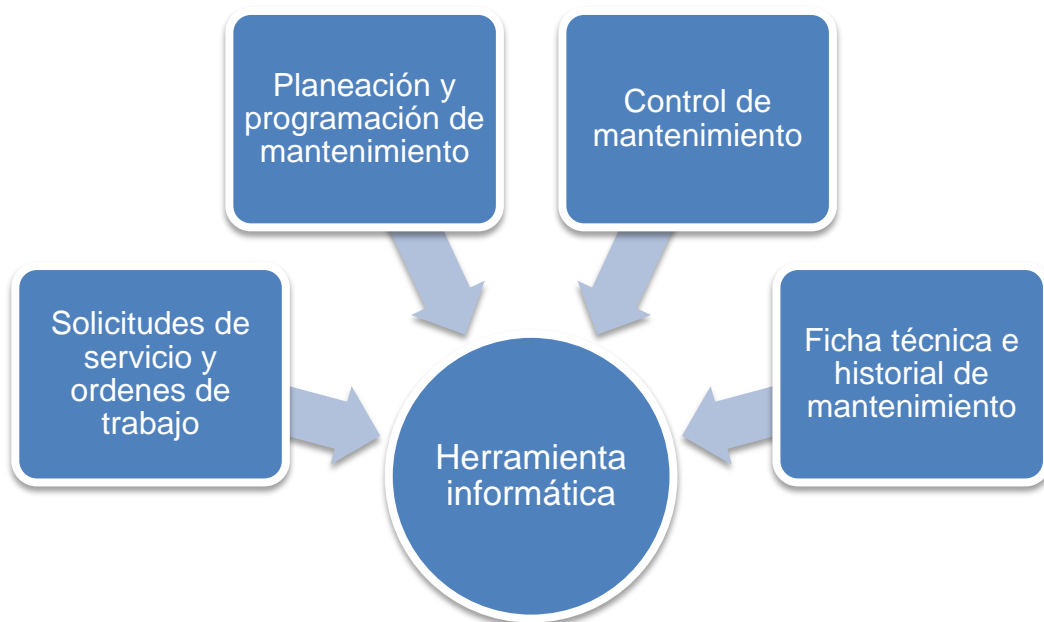 Planeación y
programación de
mantenimiento
Control de
mantenimiento
Solicitudes de
servicio y
ordenes de
trabajo
Ficha técnica e
historial de
mantenimiento
Herramienta
informática